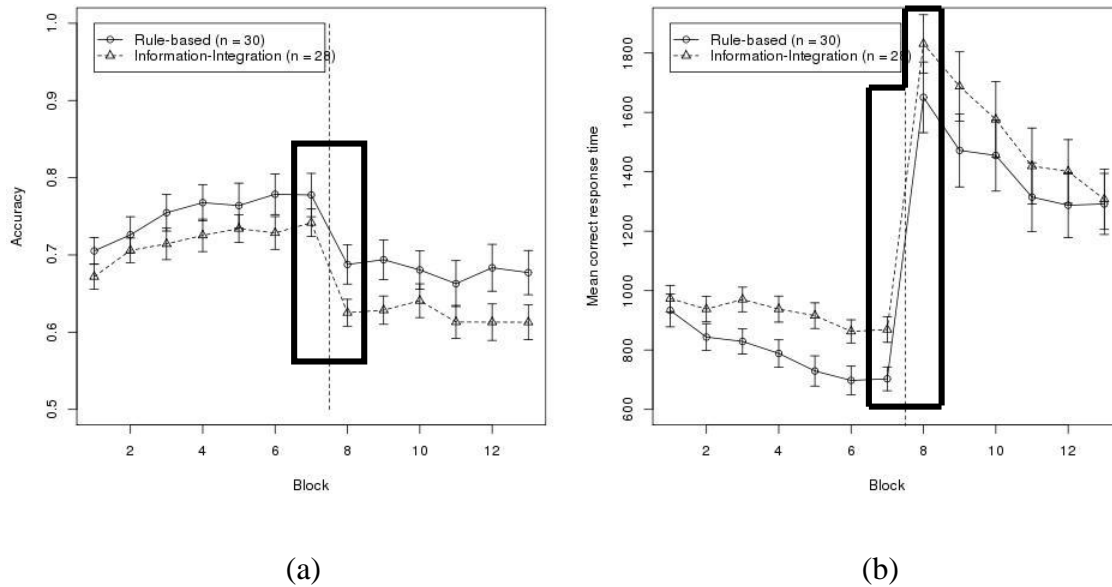 Rule-based (n = 30)
Information-Integration (n = 28)
Accuracy
1.0
0.9
0.8
0.7
0.6
0.5
2 4 6 8 10 12
Block
(a)
Rule-based (n = 30)
Information-Integration (n = 28)
Mean correct response time
1800
1600
1400
1200
1000
800
600
2 4 6 8 10 12
Block
(b)